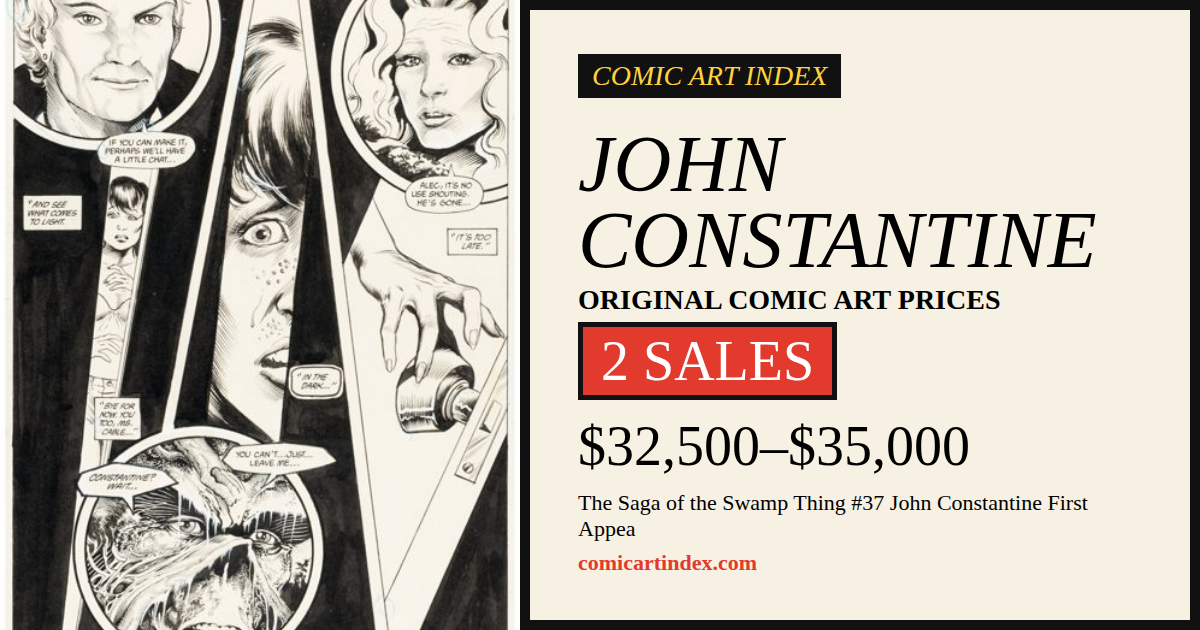 IF YOU CAN MAKE IT,
PERHAPS WE'LL HAVE
A LITTLE CHAT...
"AND SEE
WHAT COMES
TO LIGHT.
ALEC, IT'S NO
USE SHOUTING.
HE'S GONE...
"IT'S TOO
LATE."
"IN THE
DARK..."
"BYE FOR
NOW. YOU
TOO, MS.
CABLE..."
YOU CAN'T...JUST...
LEAVE ME...
CONSTANTINE?
WAIT...
COMIC ART INDEX
JOHN
CONSTANTINE
ORIGINAL COMIC ART PRICES
2 SALES
$32,500–$35,000
The Saga of the Swamp Thing #37 John Constantine First
Appea
comicartindex.com